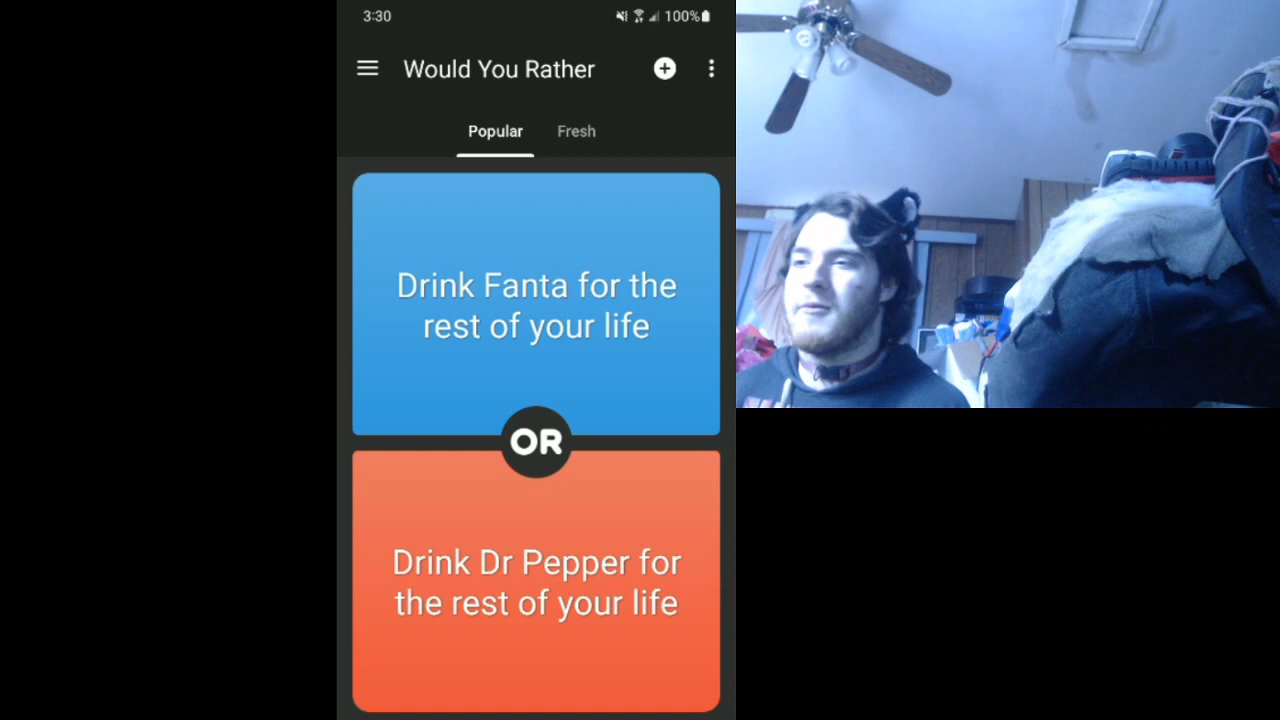 3:30
100%
Would You Rather
Popular
Fresh
Drink Fanta for the
rest of your life
OR
Drink Dr Pepper for
the rest of your life